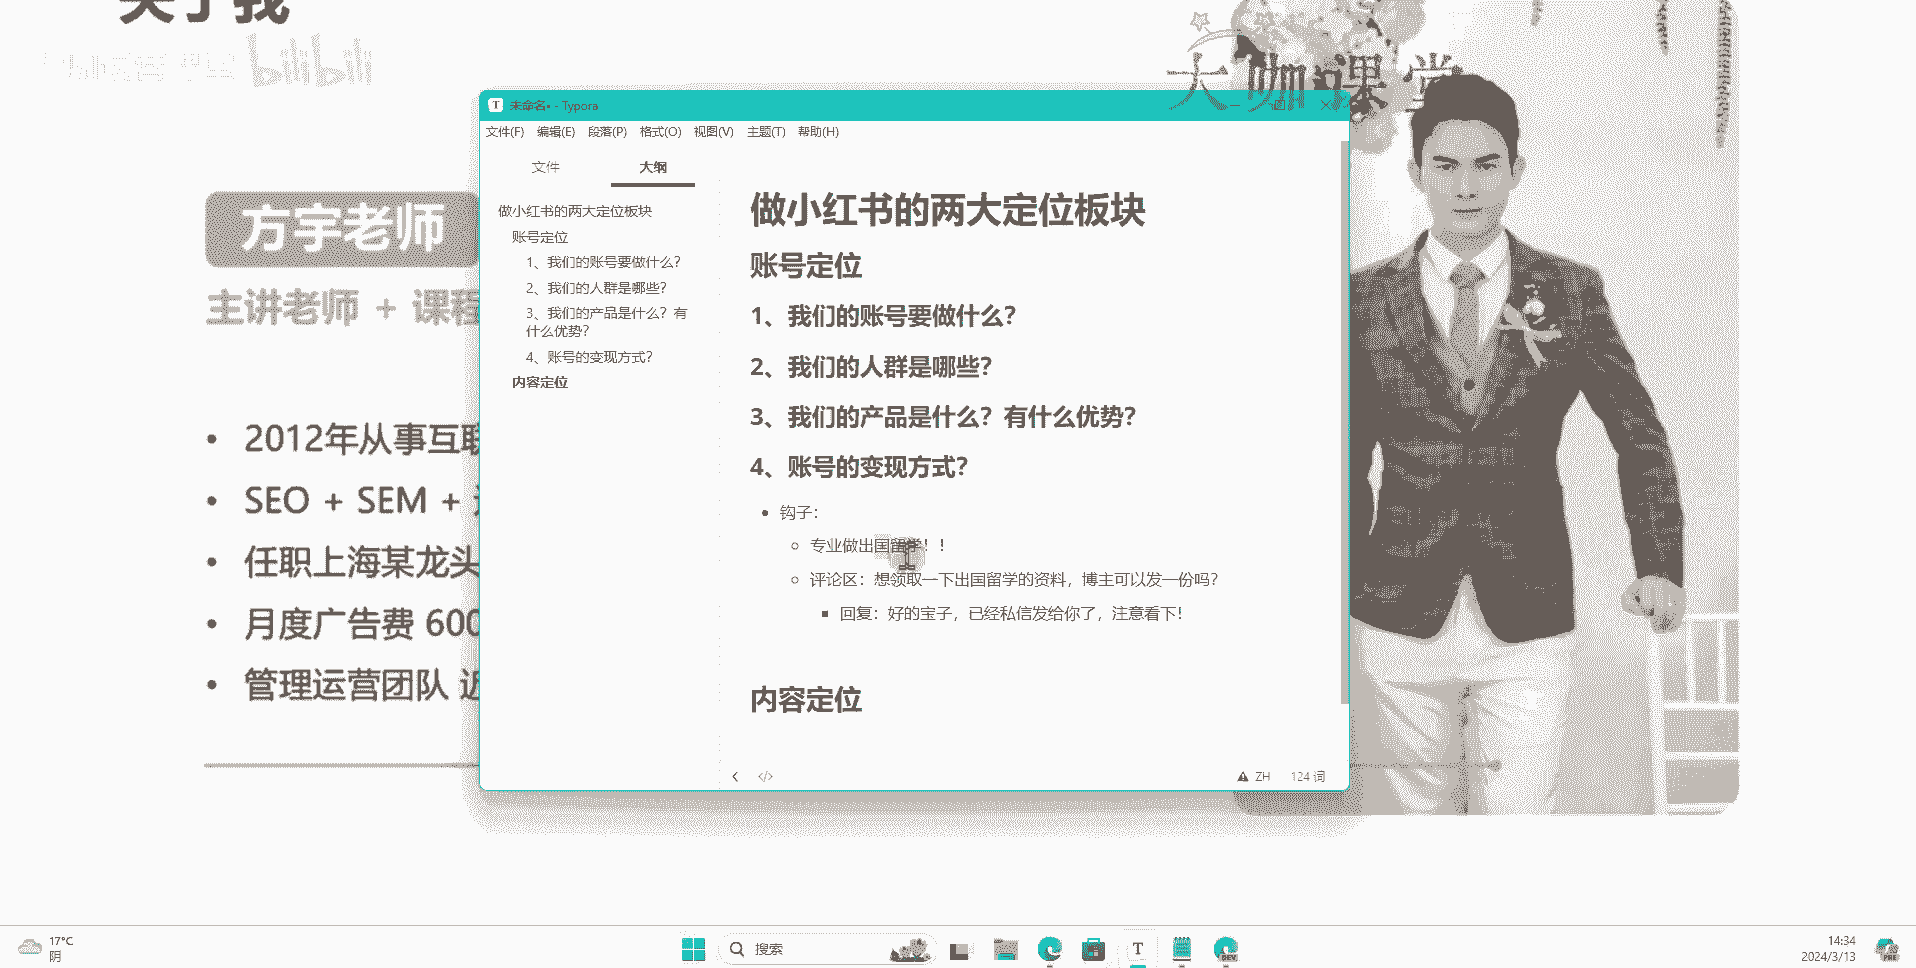 关于我
bilibili
大咖课堂
方宇老师
主讲老师 + 课程
2012年从事互联
SEO + SEM +
任职上海某龙头
月度广告费 600
管理运营团队 近
未命名• - Typora
文件(F) 编辑(E) 段落(P) 格式(O) 视图(V) 主题(T) 帮助(H)
文件 大纲
做小红书的两大定位板块
账号定位
1、我们的账号要做什么?
2、我们的人群是哪些?
3、我们的产品是什么? 有
什么优势?
4、账号的变现方式?
内容定位
做小红书的两大定位板块
账号定位
1、我们的账号要做什么?
2、我们的人群是哪些?
3、我们的产品是什么? 有什么优势?
4、账号的变现方式?
钩子:
专业做出国留学! !
评论区: 想领取一下出国留学的资料, 博主可以发一份吗?
回复: 好的宝子, 已经私信发给你了, 注意看下!
内容定位
ZH 124 词
17°C
阴
搜索
T
DEV
14:34
2024/3/13
PRE